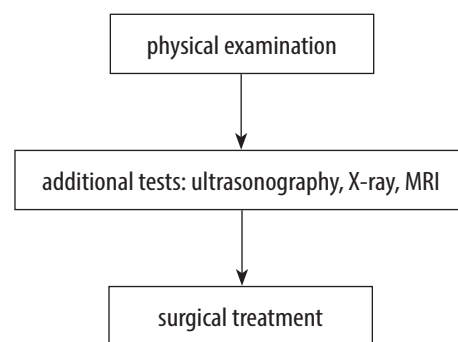 physical examination
additional tests: ultrasonography, X-ray, MRI
surgical treatment